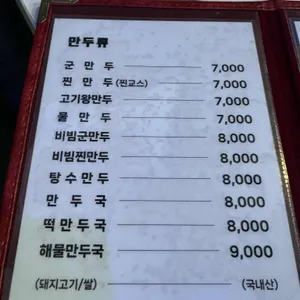 만두류
군만두 7,000
찐만두(찐교스) 7,000
고기왕만두 7,000
물만두 7,000
비빔군만두 8,000
비빔찐만두 8,000
탕수만두 8,000
만두국 8,000
떡만두국 8,000
해물만두국 9,000
(돼지고기/쌀) (국내산)